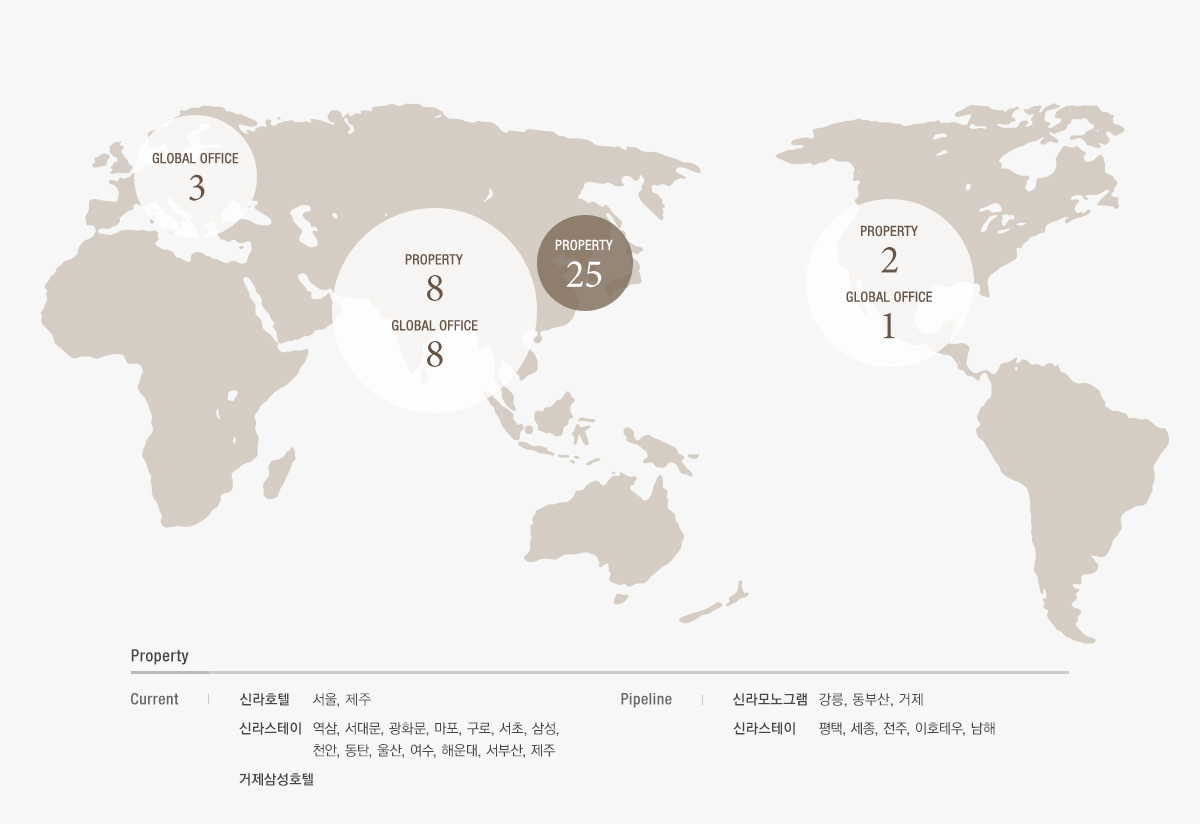 GLOBAL OFFICE
3
PROPERTY
8
GLOBAL OFFICE
8
PROPERTY
25
PROPERTY
2
GLOBAL OFFICE
1
Property
Current
신라호텔 서울, 제주
신라스테이 역삼, 서대문, 광화문, 마포, 구로, 서초, 삼성,
천안, 동탄, 울산, 여수, 해운대, 서부산, 제주
거제삼성호텔
Pipeline
신라모노그램 강릉, 동부산, 거제
신라스테이 평택, 세종, 전주, 이호테우, 남해